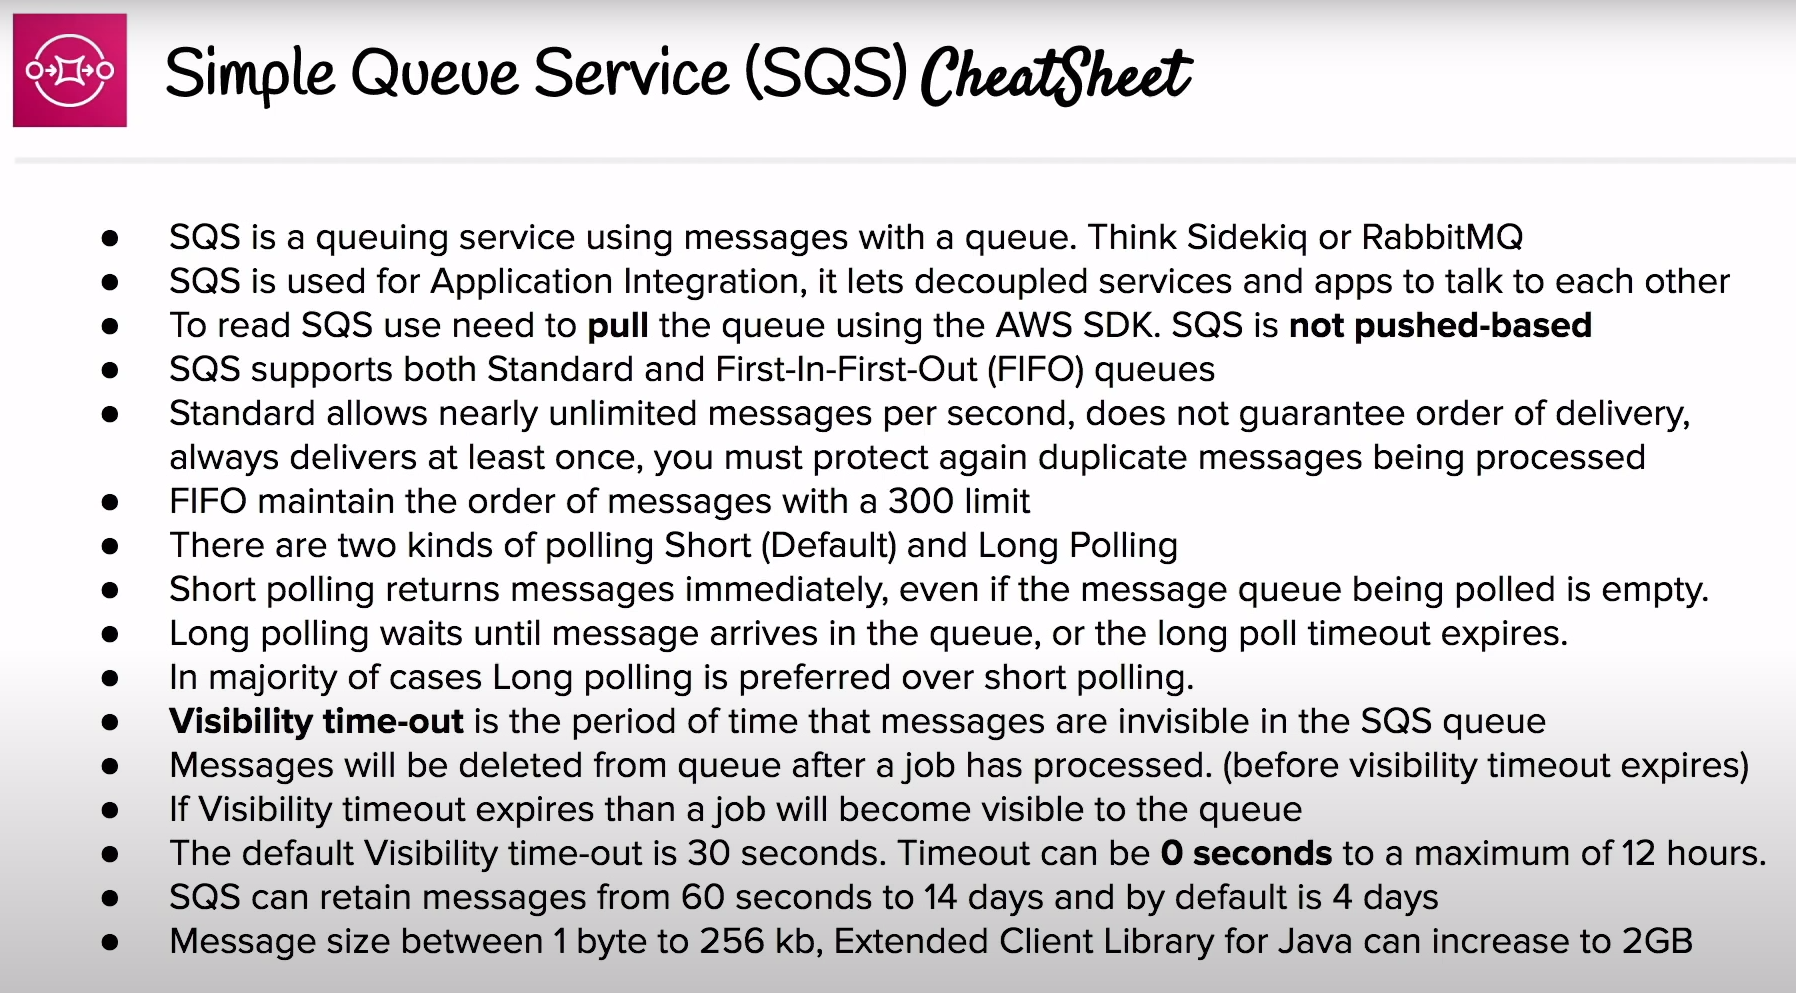 Simple Queue Service (SQS) CheatSheet
● SQS is a queuing service using messages with a queue. Think Sidekiq or RabbitMQ
● SQS is used for Application Integration, it lets decoupled services and apps to talk to each other
● To read SQS use need to pull the queue using the AWS SDK. SQS is not pushed-based
● SQS supports both Standard and First-In-First-Out (FIFO) queues
● Standard allows nearly unlimited messages per second, does not guarantee order of delivery,
always delivers at least once, you must protect again duplicate messages being processed
● FIFO maintain the order of messages with a 300 limit
● There are two kinds of polling Short (Default) and Long Polling
● Short polling returns messages immediately, even if the message queue being polled is empty.
● Long polling waits until message arrives in the queue, or the long poll timeout expires.
● In majority of cases Long polling is preferred over short polling.
● Visibility time-out is the period of time that messages are invisible in the SQS queue
● Messages will be deleted from queue after a job has processed. (before visibility timeout expires)
● If Visibility timeout expires than a job will become visible to the queue
● The default Visibility time-out is 30 seconds. Timeout can be 0 seconds to a maximum of 12 hours.
● SQS can retain messages from 60 seconds to 14 days and by default is 4 days
● Message size between 1 byte to 256 kb, Extended Client Library for Java can increase to 2GB